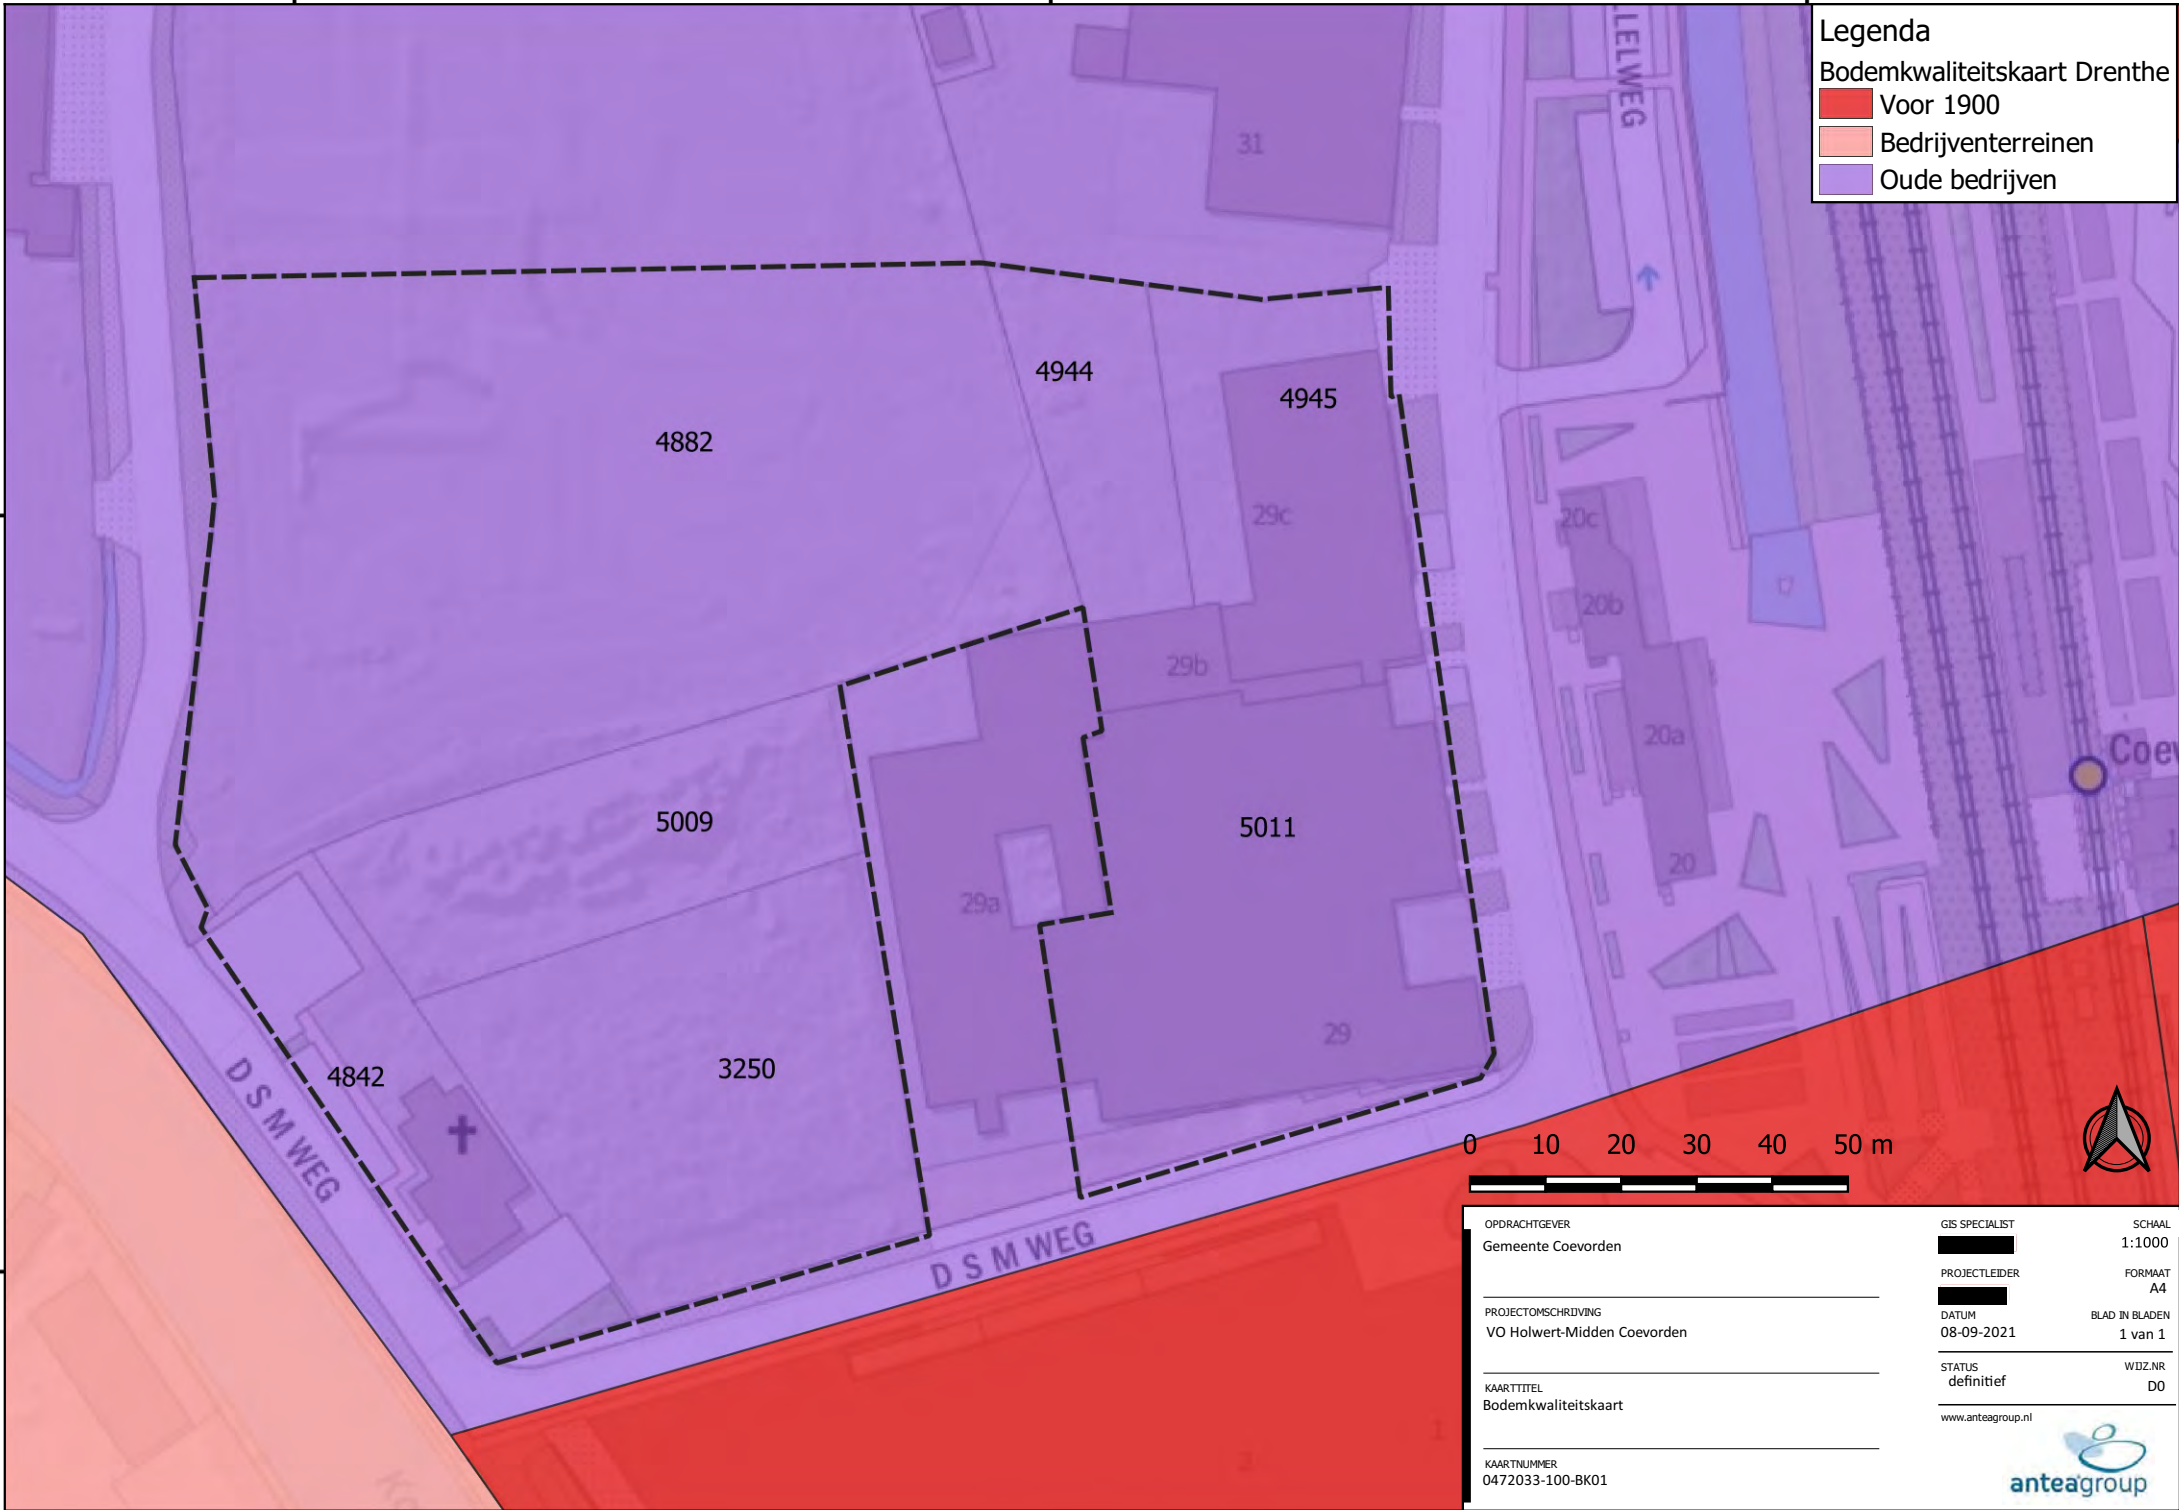 Legenda
Bodemkwaliteitskaart Drenthe
Voor 1900
Bedrijventerreinen
Oude bedrijven
LLELWEG
31
4944
4945
4882
29c
20c
20b
29b
20a
Coev
5009
5011
20
29a
29
4842
3250
D S M WEG
D S M WEG
0 10 20 30 40 50 m
2
1
OPDRACHTGEVER
Gemeente Coevorden
PROJECTOMSCHRIJVING
VO Holwert-Midden Coevorden
KAARTTITEL
Bodemkwaliteitskaart
KAARTNUMMER
0472033-100-BK01
GIS SPECIALIST
SCHAAL
1:1000
PROJECTLEIDER
FORMAAT
A4
DATUM
08-09-2021
BLAD IN BLADEN
1 van 1
STATUS
definitief
WIJZ.NR
D0
www.anteagroup.nl
anteagroup